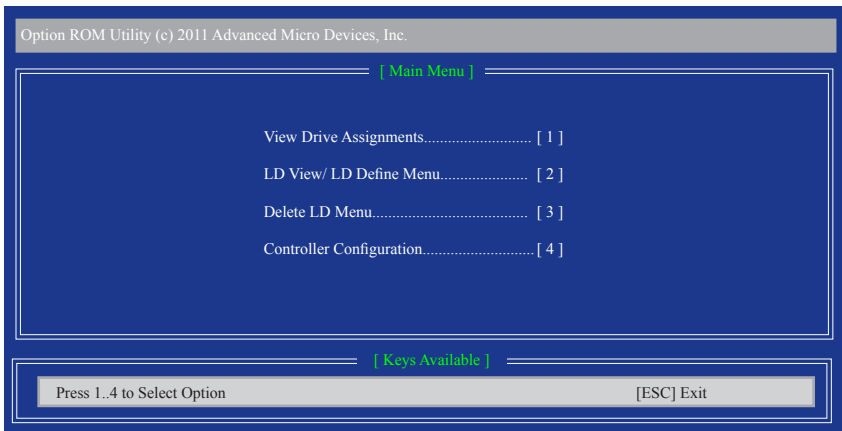 Option ROM Utility (c) 2011 Advanced Micro Devices, Inc.
[ Main Menu ]
View Drive Assignments........................... [ 1 ]
LD View/ LD Define Menu...................... [ 2 ]
Delete LD Menu....................................... [ 3 ]
Controller Configuration............................[ 4 ]
[ Keys Available ]
Press 1..4 to Select Option [ESC] Exit